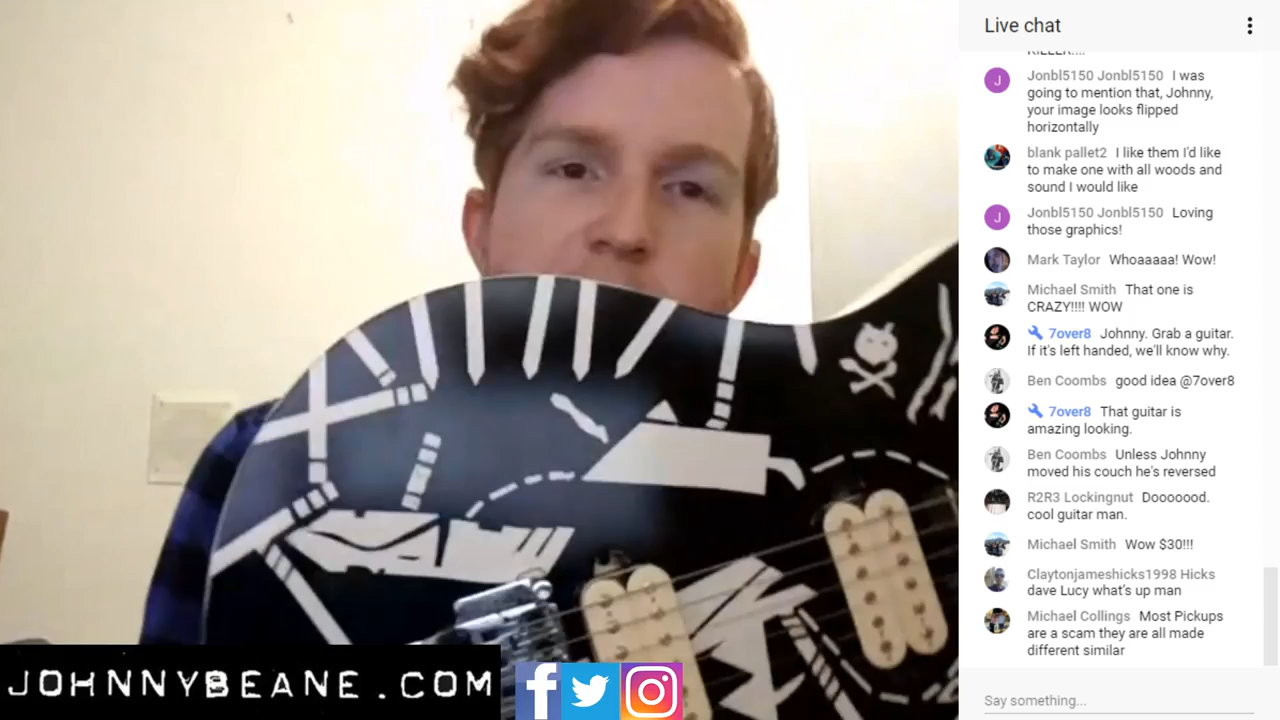 Live chat
KILLER....
Jonbl5150 Jonbl5150 I was
going to mention that, Johnny,
your image looks flipped
horizontally
blank pallet2 I like them I'd like
to make one with all woods and
sound I would like
Jonbl5150 Jonbl5150 Loving
those graphics!
Mark Taylor Whoaaaaa! Wow!
Michael Smith That one is
CRAZY!!!! WOW
7over8 Johnny. Grab a guitar.
If it's left handed, we'll know why.
Ben Coombs good idea @7over8
7over8 That guitar is
amazing looking.
Ben Coombs Unless Johnny
moved his couch he's reversed
R2R3 Lockingnut Dooooood.
cool guitar man.
Michael Smith Wow $30!!!
Claytonjameshicks1998 Hicks
dave Lucy what's up man
Michael Collings Most Pickups
are a scam they are all made
different similar
Say something...
JOHNNYBEANE.COM